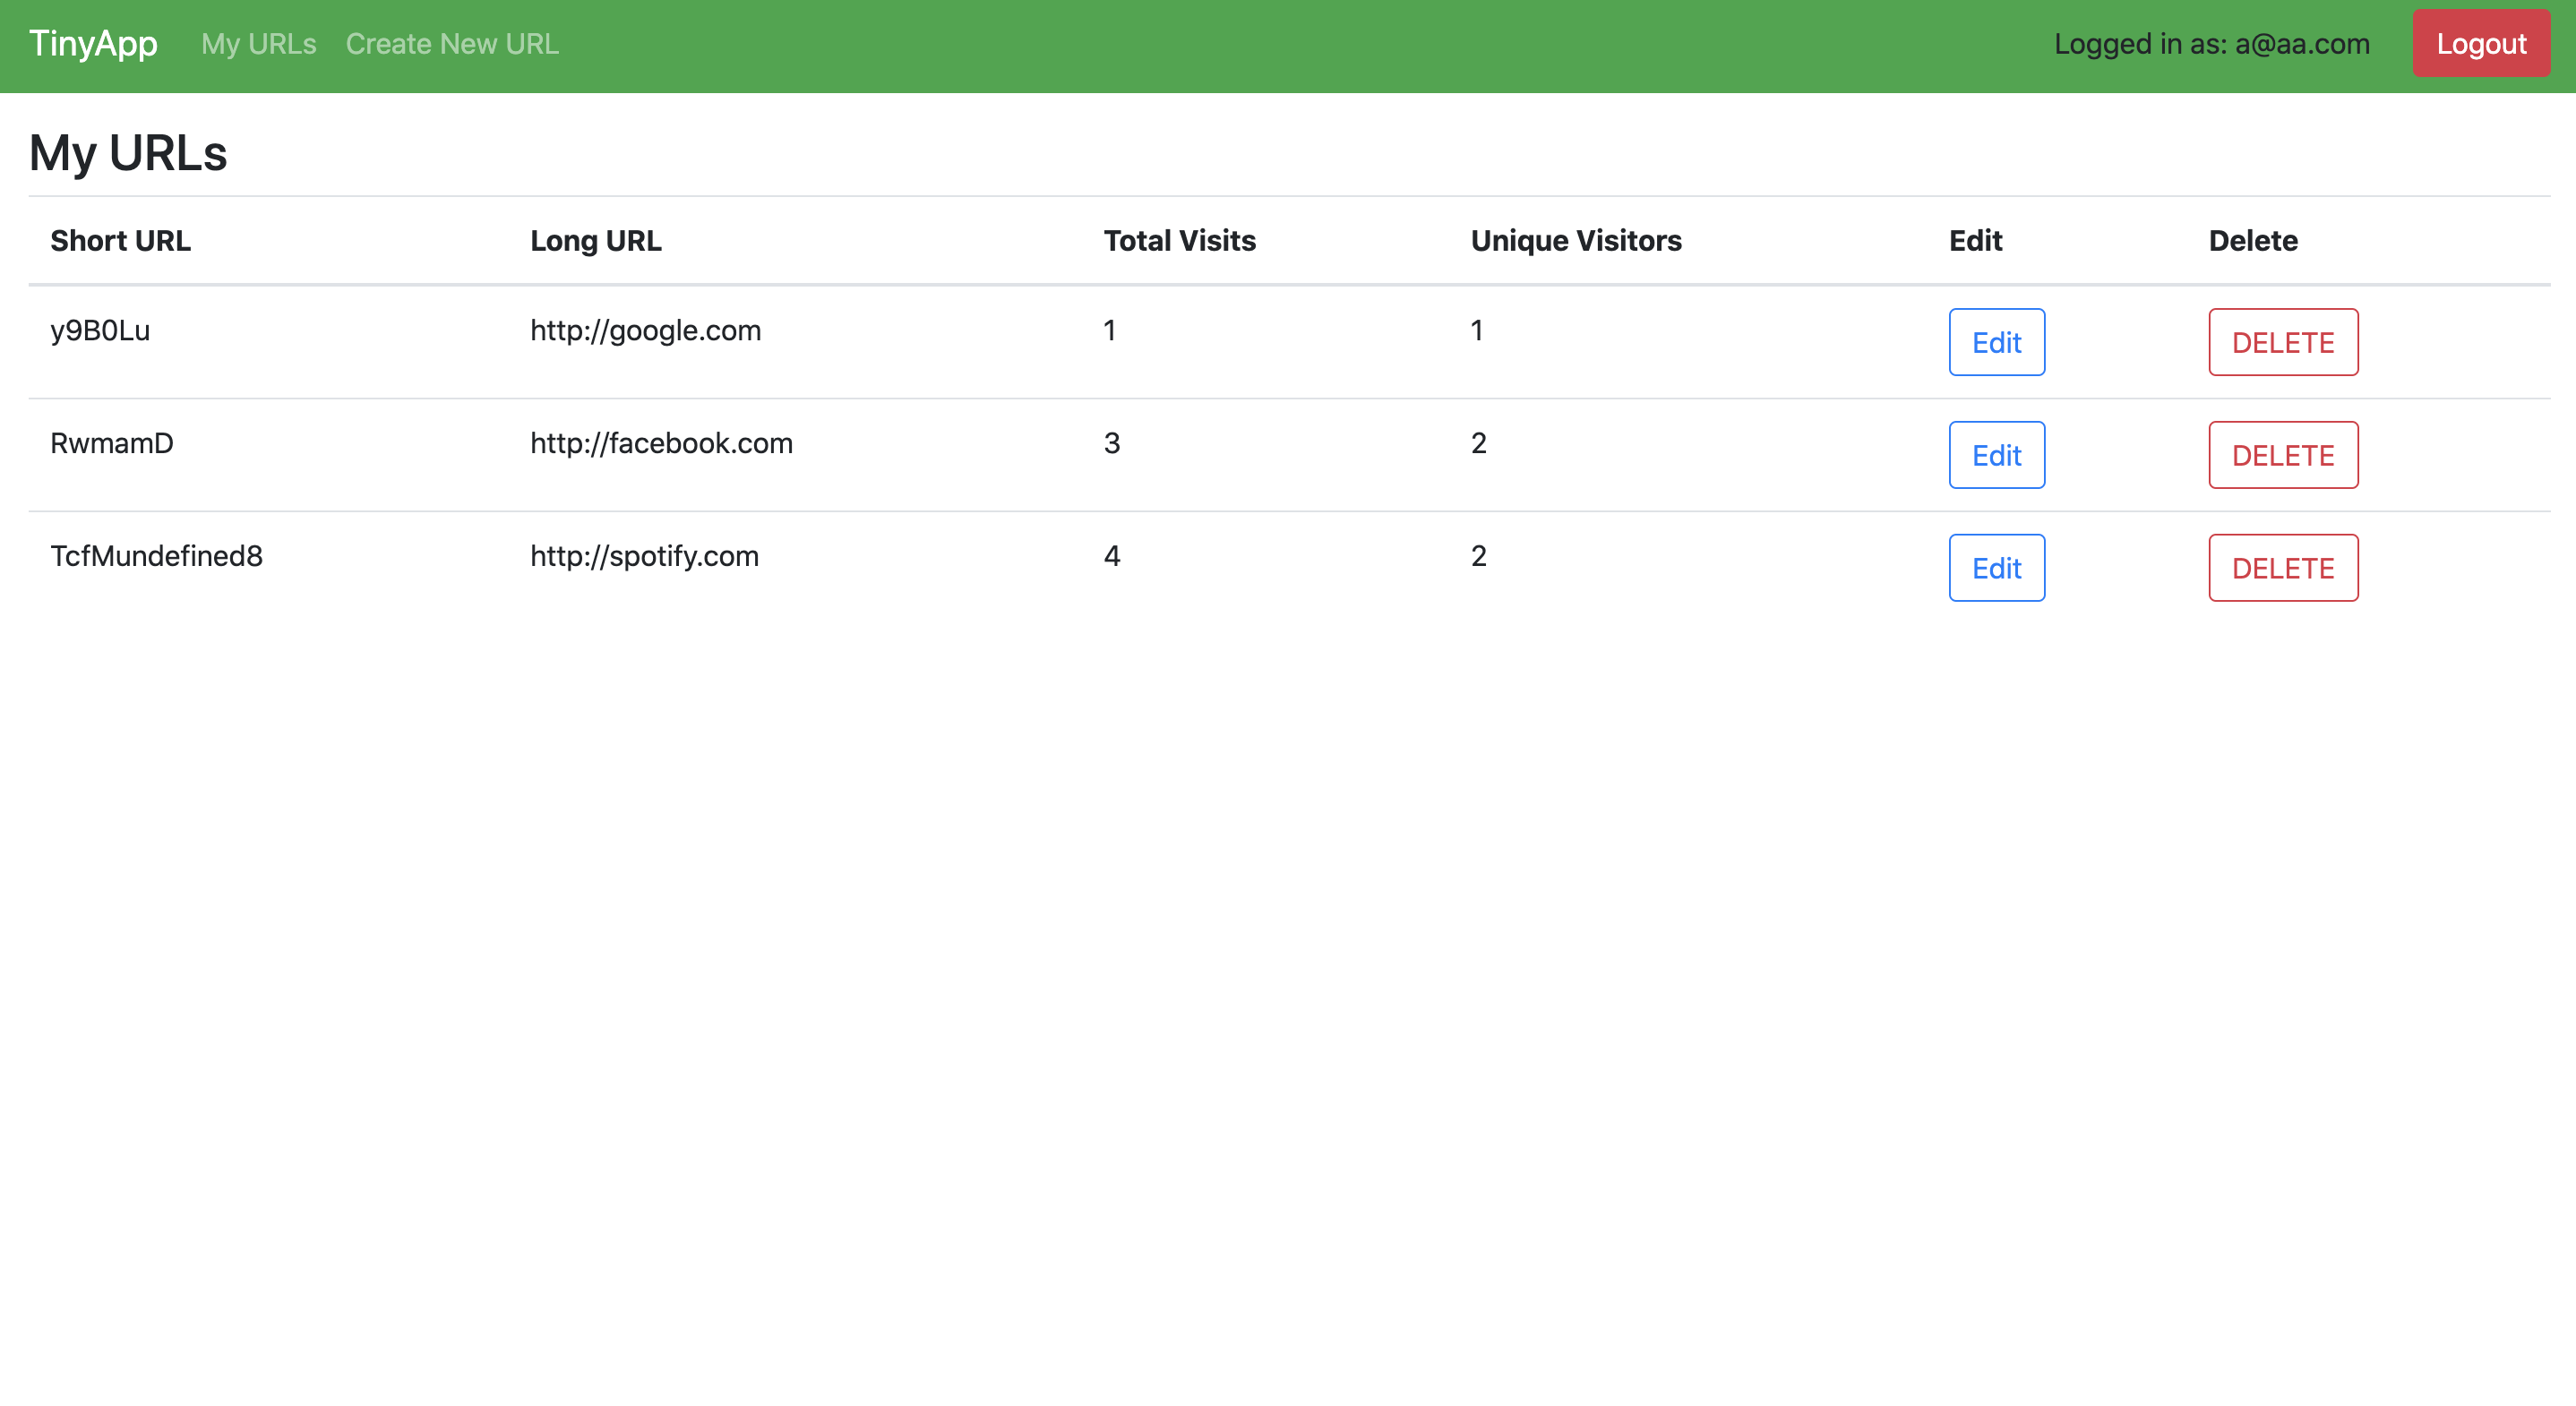 TinyApp My URLs Create New URL Logged in as: a@aa.com Logout
My URLs
Short URL Long URL Total Visits Unique Visitors Edit Delete
y9B0Lu http://google.com 1 1 Edit DELETE
RwmamD http://facebook.com 3 2 Edit DELETE
TcfMundefined8 http://spotify.com 4 2 Edit DELETE